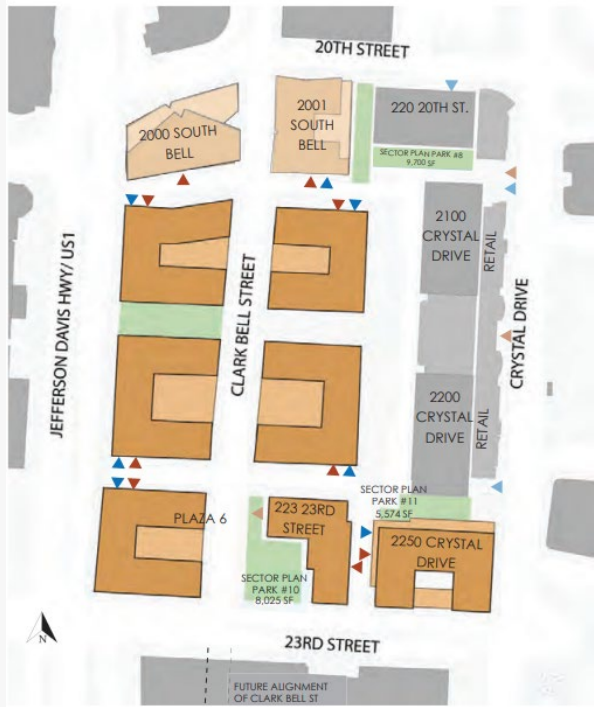 20TH STREET
2000 SOUTH
BELL
2001
SOUTH
BELL
220 20TH ST.
SECTOR PLAN PARK #8
9,700 SF
2100
CRYSTAL
DRIVE
RETAIL
JEFFERSON DAVIS HWY/ US1
CLARK BELL STREET
CRYSTAL DRIVE
2200
CRYSTAL
DRIVE
RETAIL
SECTOR PLAN
PARK #11
5,574 SF
PLAZA 6
223 23RD
STREET
2250 CRYSTAL
DRIVE
SECTOR PLAN
PARK #10
8,025 SF
N
23RD STREET
FUTURE ALIGNMENT
OF CLARK BELL ST